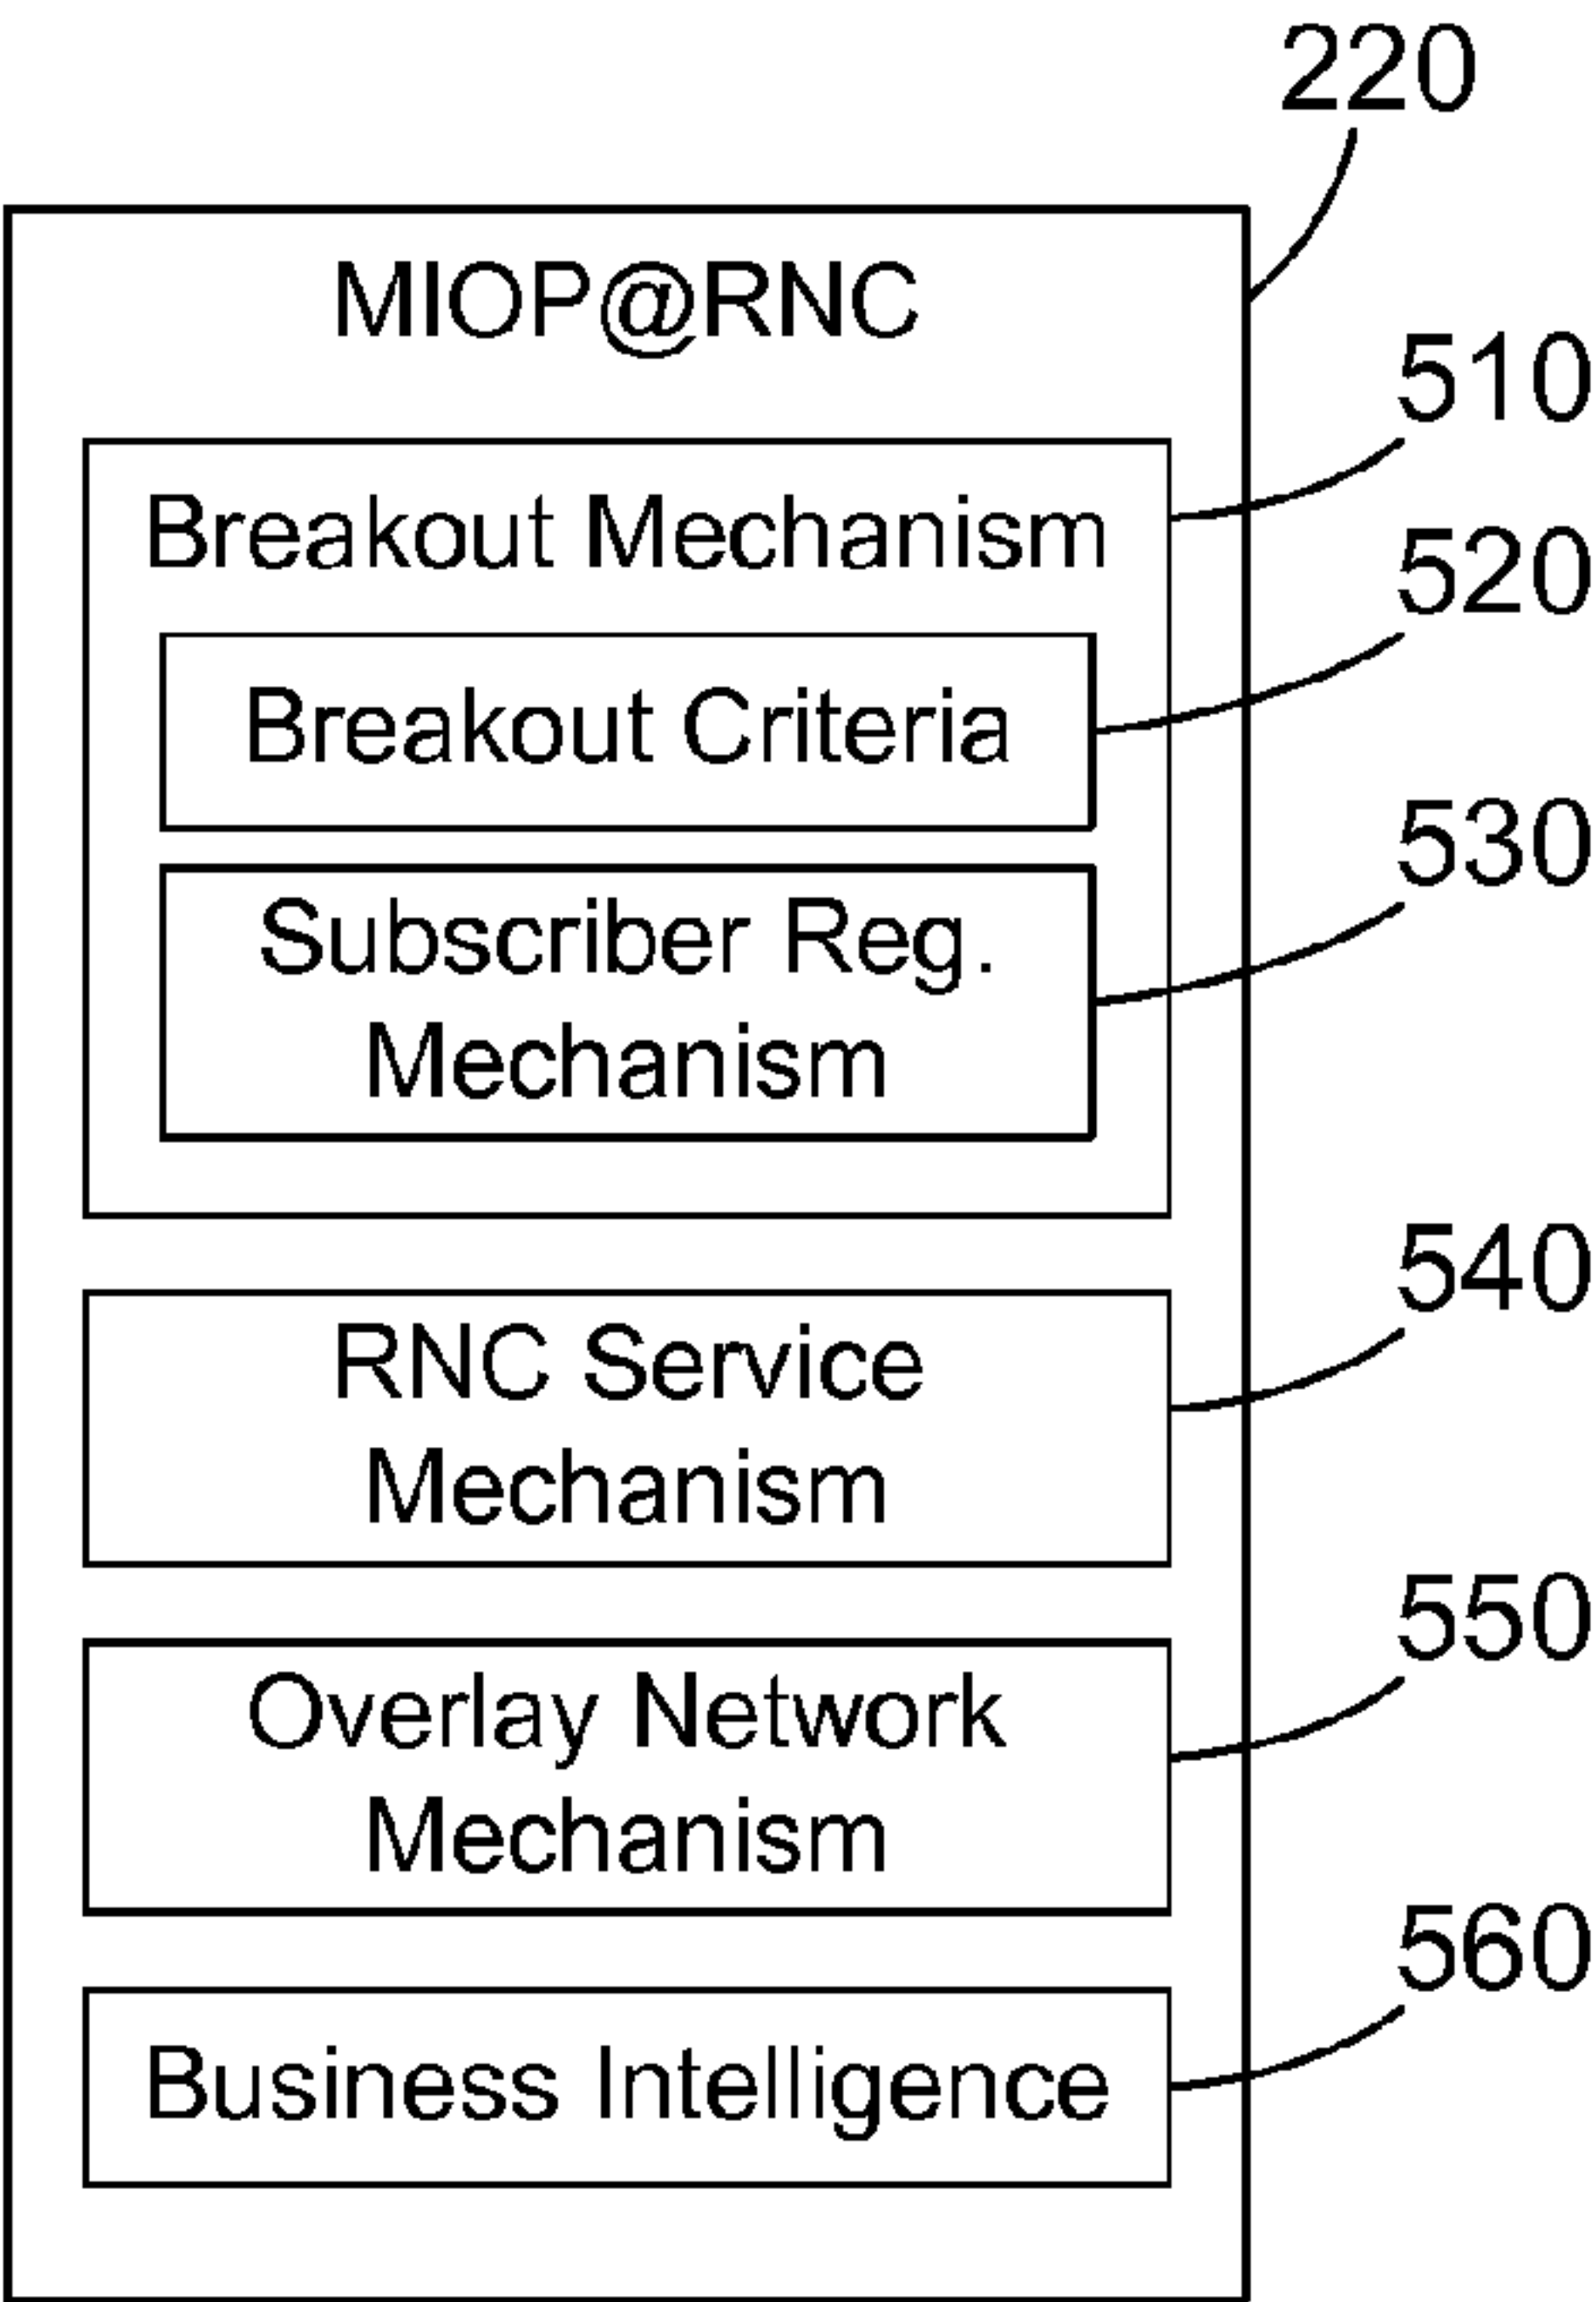 220
MIOP@RNC
510
Breakout Mechanism
520
Breakout Criteria
530
Subscriber Reg.
Mechanism
540
RNC Service
Mechanism
550
Overlay Network
Mechanism
560
Business Intelligence